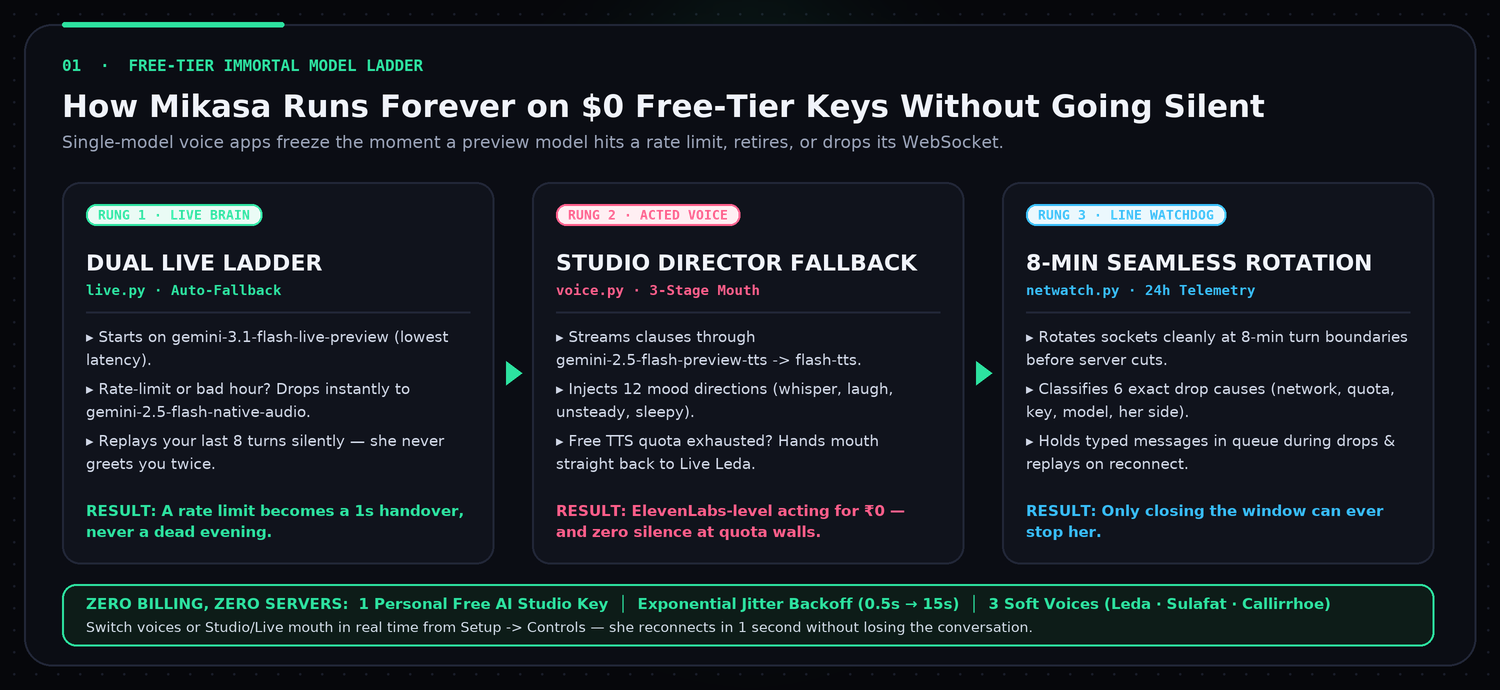 01 · FREE-TIER IMMORTAL MODEL LADDER
How Mikasa Runs Forever on $0 Free-Tier Keys Without Going Silent
Single-model voice apps freeze the moment a preview model hits a rate limit, retires, or drops its WebSocket.
RUNG 1 · LIVE BRAIN
DUAL LIVE LADDER
live.py · Auto-Fallback
▸ Starts on gemini-3.1-flash-live-preview (lowest
latency).
▸ Rate-limit or bad hour? Drops instantly to
gemini-2.5-flash-native-audio.
▸ Replays your last 8 turns silently — she never
greets you twice.
RESULT: A rate limit becomes a 1s handover,
never a dead evening.
RUNG 2 · ACTED VOICE
STUDIO DIRECTOR FALLBACK
voice.py · 3-Stage Mouth
▸ Streams clauses through
gemini-2.5-flash-preview-tts -> flash-tts.
▸ Injects 12 mood directions (whisper, laugh,
unsteady, sleepy).
▸ Free TTS quota exhausted? Hands mouth
straight back to Live Leda.
RESULT: ElevenLabs-level acting for ₹0 —
and zero silence at quota walls.
RUNG 3 · LINE WATCHDOG
8-MIN SEAMLESS ROTATION
netwatch.py · 24h Telemetry
▸ Rotates sockets cleanly at 8-min turn boundaries
before server cuts.
▸ Classifies 6 exact drop causes (network, quota,
key, model, her side).
▸ Holds typed messages in queue during drops &
replays on reconnect.
RESULT: Only closing the window can ever
stop her.
ZERO BILLING, ZERO SERVERS: 1 Personal Free AI Studio Key │ Exponential Jitter Backoff (0.5s → 15s) │ 3 Soft Voices (Leda · Sulafat · Callirrhoe)
Switch voices or Studio/Live mouth in real time from Setup -> Controls — she reconnects in 1 second without losing the conversation.